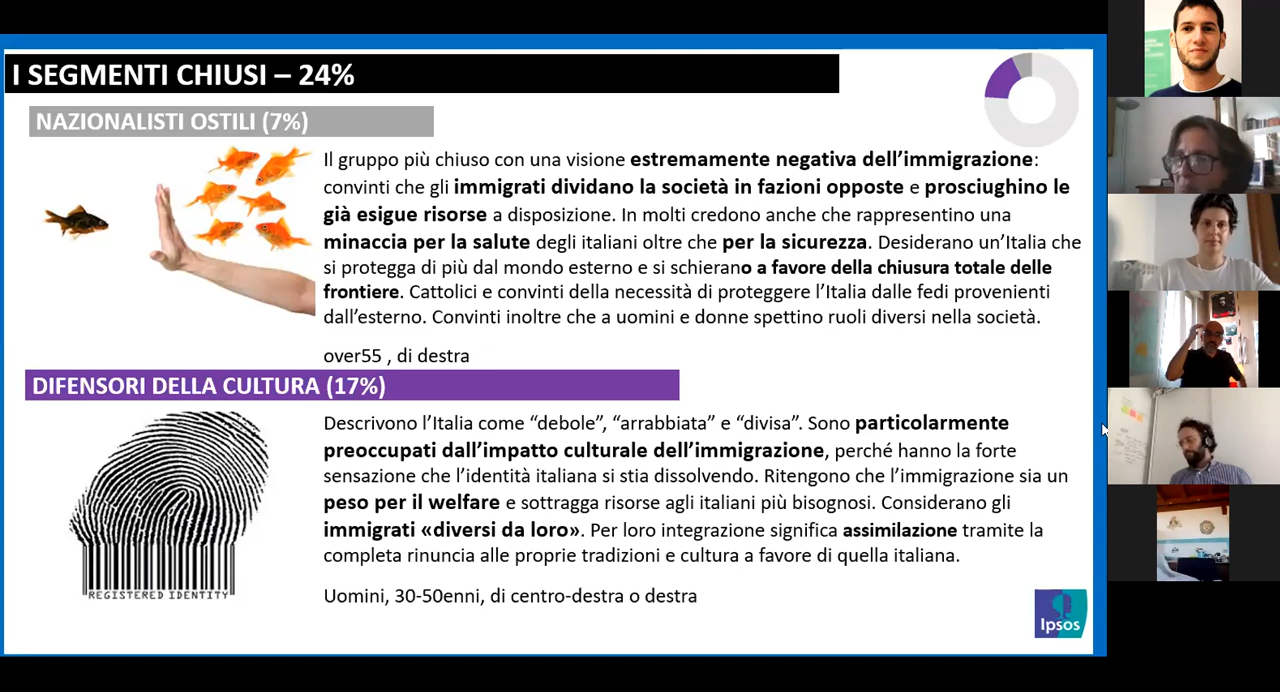 I SEGMENTI CHIUSI – 24%
NAZIONALISTI OSTILI (7%)
Il gruppo più chiuso con una visione estremamente negativa dell’immigrazione:
convinti che gli immigrati dividano la società in fazioni opposte e prosciughino le
già esigue risorse a disposizione. In molti credono anche che rappresentino una
minaccia per la salute degli italiani oltre che per la sicurezza. Desiderano un’Italia che
si protegga di più dal mondo esterno e si schierano a favore della chiusura totale delle
frontiere. Cattolici e convinti della necessità di proteggere l’Italia dalle fedi provenienti
dall’esterno. Convinti inoltre che a uomini e donne spettino ruoli diversi nella società.
over55 , di destra
DIFENSORI DELLA CULTURA (17%)
Descrivono l’Italia come “debole”, “arrabbiata” e “divisa”. Sono particolarmente
preoccupati dall’impatto culturale dell’immigrazione, perché hanno la forte
sensazione che l’identità italiana si stia dissolvendo. Ritengono che l’immigrazione sia un
peso per il welfare e sottragga risorse agli italiani più bisognosi. Considerano gli
immigrati «diversi da loro». Per loro integrazione significa assimilazione tramite la
completa rinuncia alle proprie tradizioni e cultura a favore di quella italiana.
REGISTERED IDENTITY
Uomini, 30-50enni, di centro-destra o destra
Ipsos